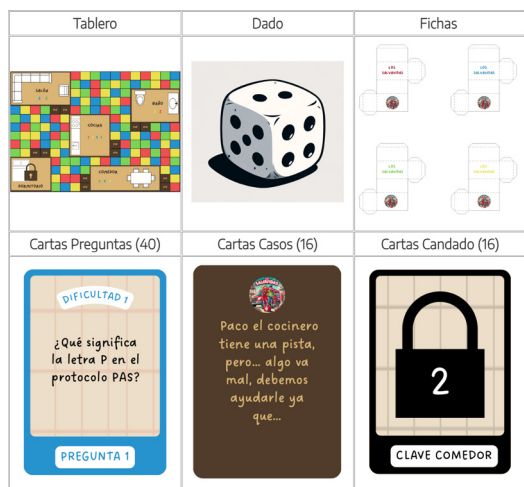 Tablero
Dado
Fichas
SALÓN
BAÑO
COCINA
COMEDOR
DORMITORIO
LOS
SALVAVIDAS
LOS
SALVAVIDAS
LOS
SALVAVIDAS
LOS
SALVAVIDAS
Cartas Preguntas (40)
Cartas Casos (16)
Cartas Candado (16)
DIFICULTAD 1
¿Qué significa
la letra P en el
protocolo PAS?
PREGUNTA 1
SALVAVIDAS
Paco el cocinero
tiene una pista,
pero... algo va
mal, debemos
ayudarle ya
que...
2
CLAVE COMEDOR